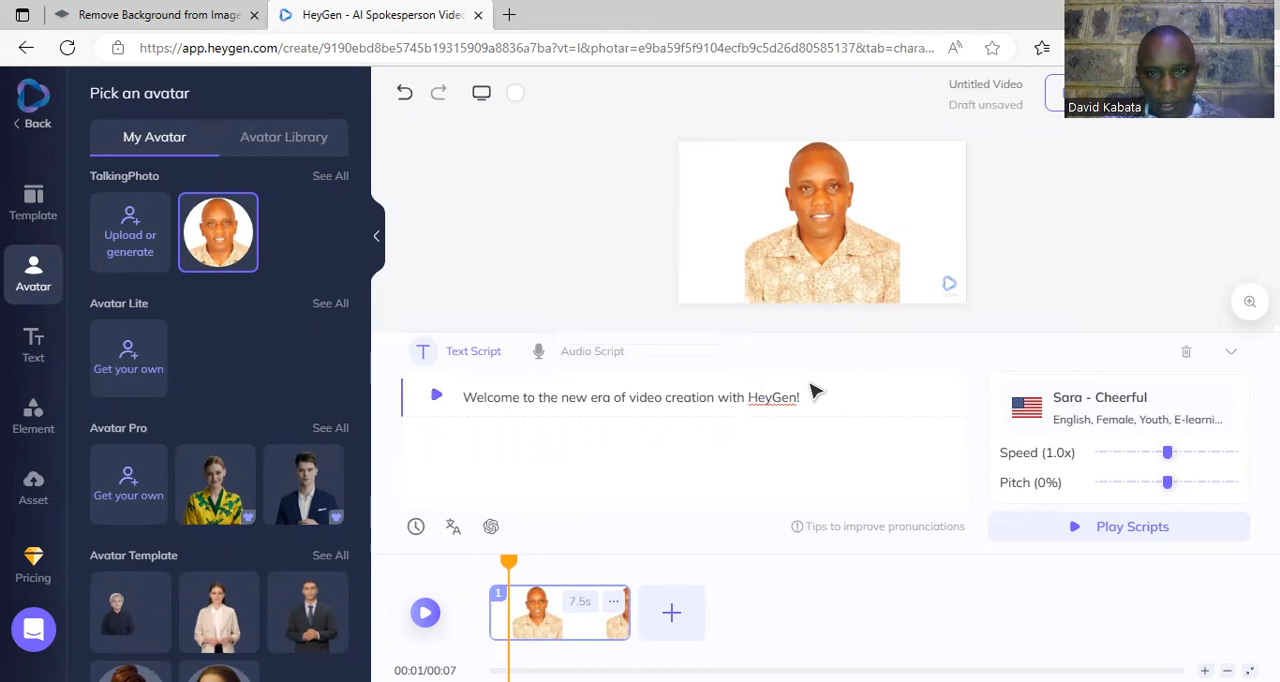 Remove Background from Image
HeyGen - AI Spokesperson Video
https://app.heygen.com/create/9190ebd8be5745b19315909a8836a7ba?vt=l&photar=e9ba59f5f9104ecfb9c5d26d80585137&tab=chara...
David Kabata
Back
Template
Avatar
Text
Element
Asset
Pricing
Pick an avatar
My Avatar
Avatar Library
TalkingPhoto
See All
Upload or
generate
Avatar Lite
See All
Get your own
Avatar Pro
See All
Get your own
Avatar Template
See All
Untitled Video
Draft unsaved
Text Script
Audio Script
Welcome to the new era of video creation with HeyGen!
Tips to improve pronunciations
Sara - Cheerful
English, Female, Youth, E-learni...
Speed (1.0x)
Pitch (0%)
Play Scripts
1
7.5s
00:01/00:07